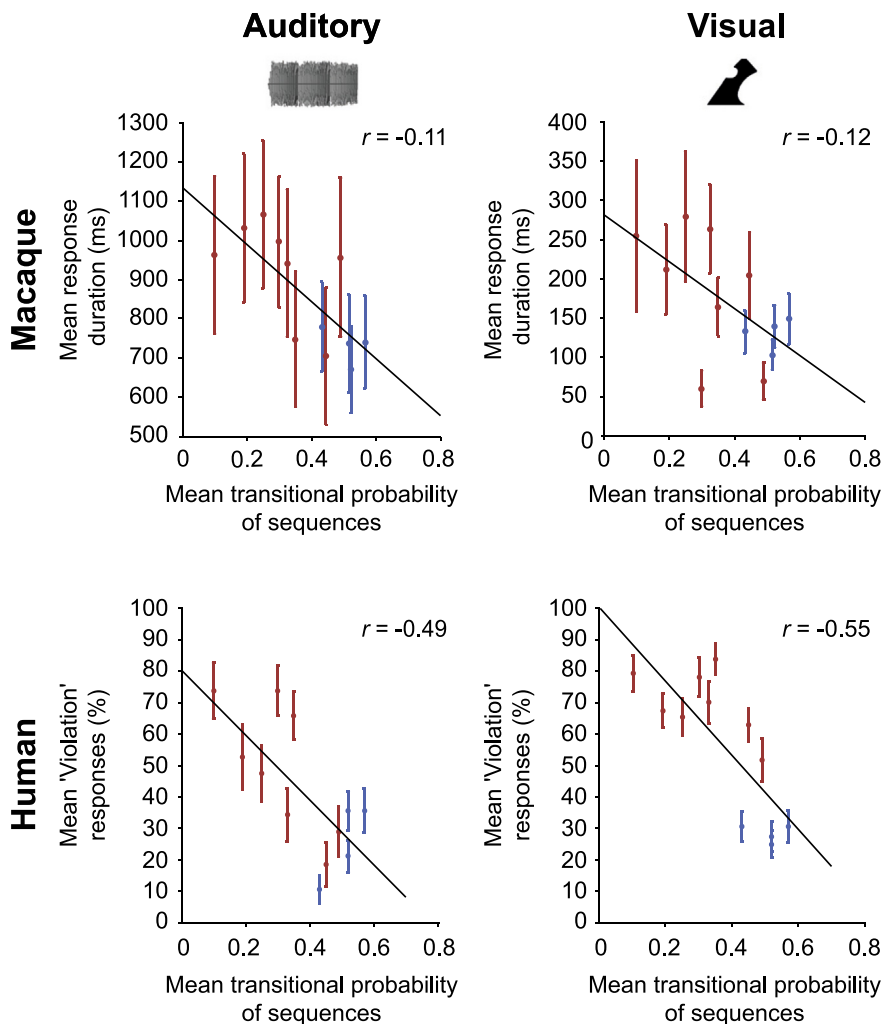 Auditory
Visual
Macaque
Mean response
duration (ms)
1300
1200
1100
1000
900
800
700
600
500
r = -0.11
0
0.2
0.4
0.6
0.8
Mean transitional probability
of sequences
Mean response
duration (ms)
400
350
300
250
200
150
100
50
0
r = -0.12
0
0.2
0.4
0.6
0.8
Mean transitional probability
of sequences
Human
Mean 'Violation'
responses (%)
100
90
80
70
60
50
40
30
20
10
0
r = -0.49
0
0.2
0.4
0.6
0.8
Mean transitional probability
of sequences
Mean 'Violation'
responses (%)
100
90
80
70
60
50
40
30
20
10
0
r = -0.55
0
0.2
0.4
0.6
0.8
Mean transitional probability
of sequences